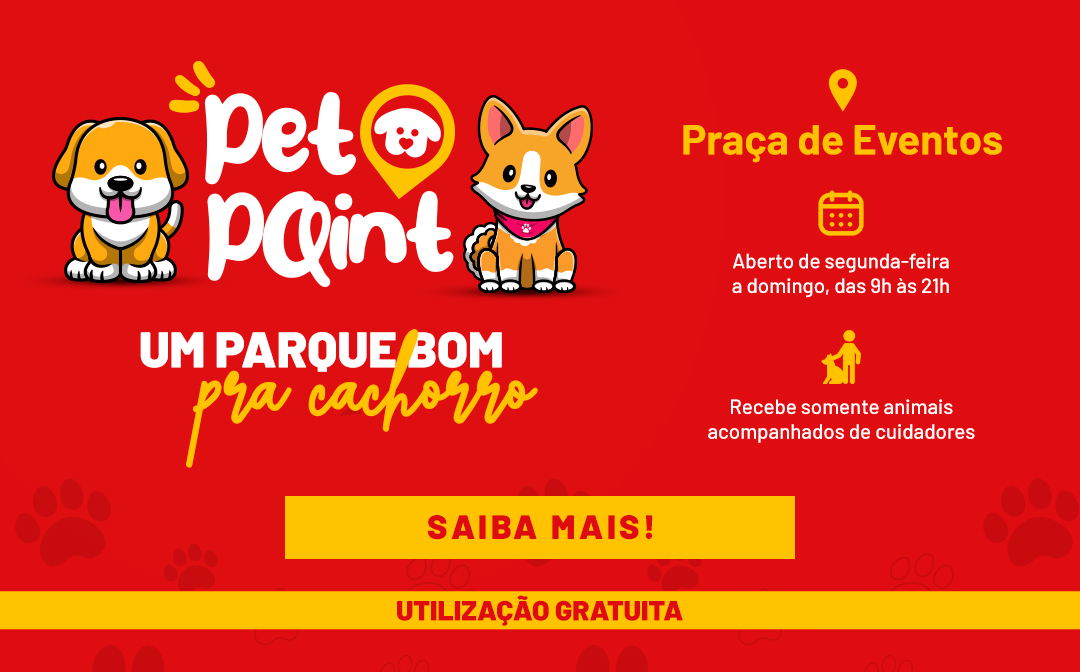 Pet
Point
UM PARQUE BOM
pra cachorro
Praça de Eventos
Aberto de segunda-feira
a domingo, das 9h às 21h
Recebe somente animais
acompanhados de cuidadores
SAIBA MAIS!
UTILIZAÇÃO GRATUITA